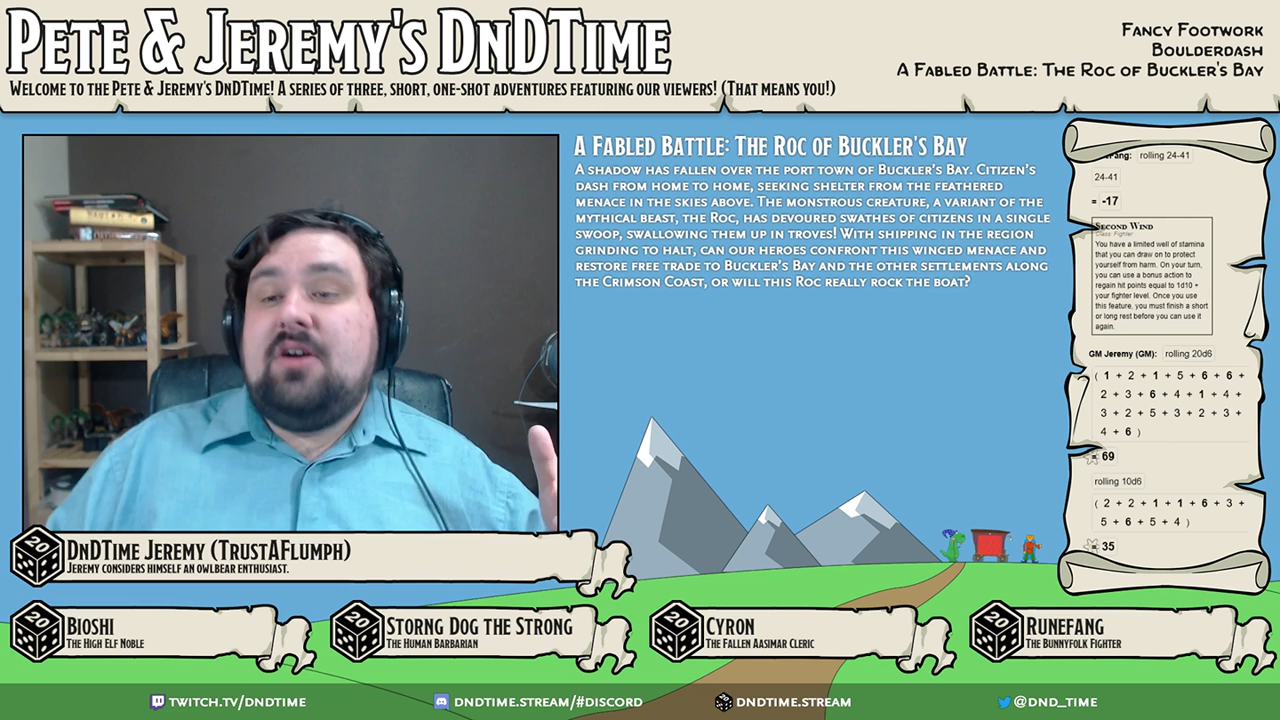 PETE & JEREMY'S DNDTIME
WELCOME TO THE PETE & JEREMY'S DNDTIME! A SERIES OF THREE, SHORT, ONE-SHOT ADVENTURES FEATURING OUR VIEWERS! (THAT MEANS YOU!)
FANCY FOOTWORK
BOULDERDASH
A FABLED BATTLE: THE ROC OF BUCKLER'S BAY
A FABLED BATTLE: THE ROC OF BUCKLER'S BAY
A SHADOW HAS FALLEN OVER THE PORT TOWN OF BUCKLER'S BAY. CITIZEN'S
DASH FROM HOME TO HOME, SEEKING SHELTER FROM THE FEATHERED
MENACE IN THE SKIES ABOVE. THE MONSTROUS CREATURE, A VARIANT OF THE
MYTHICAL BEAST, THE ROC, HAS DEVOURED SWATHES OF CITIZENS IN A SINGLE
SWOOP, SWALLOWING THEM UP IN TROVES! WITH SHIPPING IN THE REGION
GRINDING TO HALT, CAN OUR HEROES CONFRONT THIS WINGED MENACE AND
RESTORE FREE TRADE TO BUCKLER'S BAY AND THE OTHER SETTLEMENTS ALONG
THE CRIMSON COAST, OR WILL THIS ROC REALLY ROCK THE BOAT?
rolling 24-41
24-41
= -17
SECOND WIND
Class: Fighter
You have a limited well of stamina
that you can draw on to protect
yourself from harm. On your turn,
you can use a bonus action to
regain hit points equal to 1d10 +
your fighter level. Once you use
this feature, you must finish a short
or long rest before you can use it
again.
GM Jeremy (GM): rolling 20d6
( 1 + 2 + 1 + 5 + 6 + 6 +
2 + 3 + 6 + 4 + 1 + 4 +
3 + 2 + 5 + 3 + 2 + 3 +
4 + 6 )
= 69
rolling 10d6
( 2 + 2 + 1 + 1 + 6 + 3 +
5 + 6 + 5 + 4 )
= 35
20
DNDTIME JEREMY (TRUSTAFLUMPH)
JEREMY CONSIDERS HIMSELF AN OWLBEAR ENTHUSIAST.
20
BIOSHI
THE HIGH ELF NOBLE
20
STORNG DOG THE STRONG
THE HUMAN BARBARIAN
20
CYRON
THE FALLEN AASIMAR CLERIC
20
RUNEFANG
THE BUNNYFOLK FIGHTER
TWITCH.TV/DNDTIME
DNDTIME.STREAM/#DISCORD
DNDTIME.STREAM
@DND_TIME